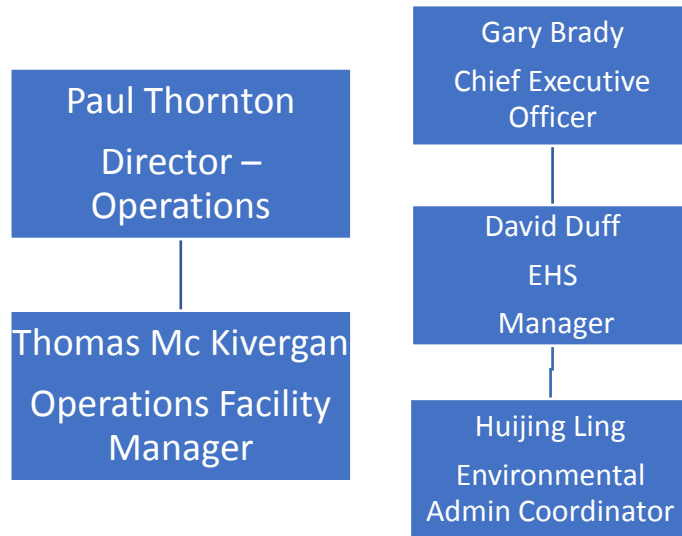 Paul Thornton
Director –
Operations
Thomas Mc Kivergan
Operations Facility
Manager
Gary Brady
Chief Executive
Officer
David Duff
EHS
Manager
Huijing Ling
Environmental
Admin Coordinator